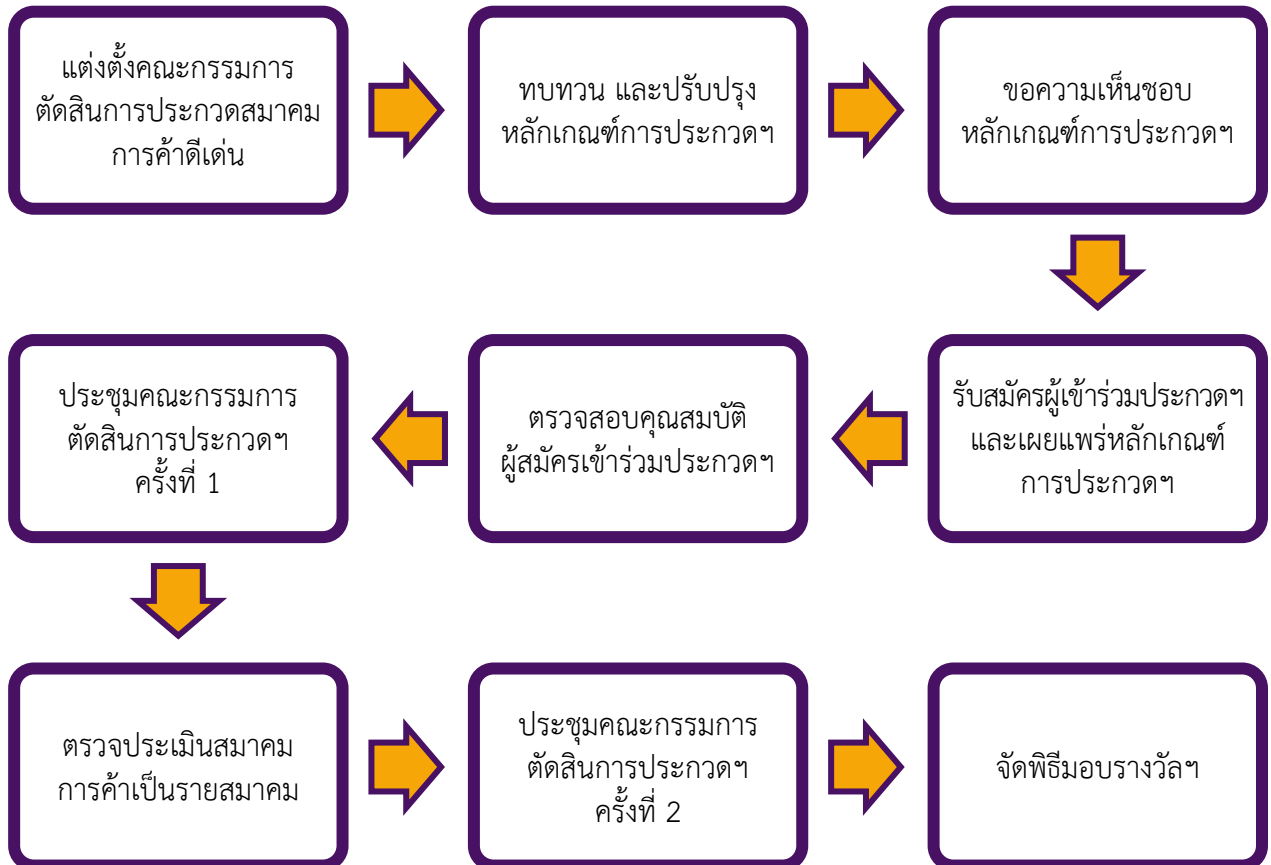 แต่งตั้งคณะกรรมการ
ตัดสินการประกวดสมาคม
การค้าดีเด่น
ทบทวน และปรับปรุง
หลักเกณฑ์การประกวดฯ
ขอความเห็นชอบ
หลักเกณฑ์การประกวดฯ
รับสมัครผู้เข้าร่วมประกวดฯ
และเผยแพร่หลักเกณฑ์
การประกวดฯ
ตรวจสอบคุณสมบัติ
ผู้สมัครเข้าร่วมประกวดฯ
ประชุมคณะกรรมการ
ตัดสินการประกวดฯ
ครั้งที่ 1
ตรวจประเมินสมาคม
การค้าเป็นรายสมาคม
ประชุมคณะกรรมการ
ตัดสินการประกวดฯ
ครั้งที่ 2
จัดพิธีมอบรางวัลฯ